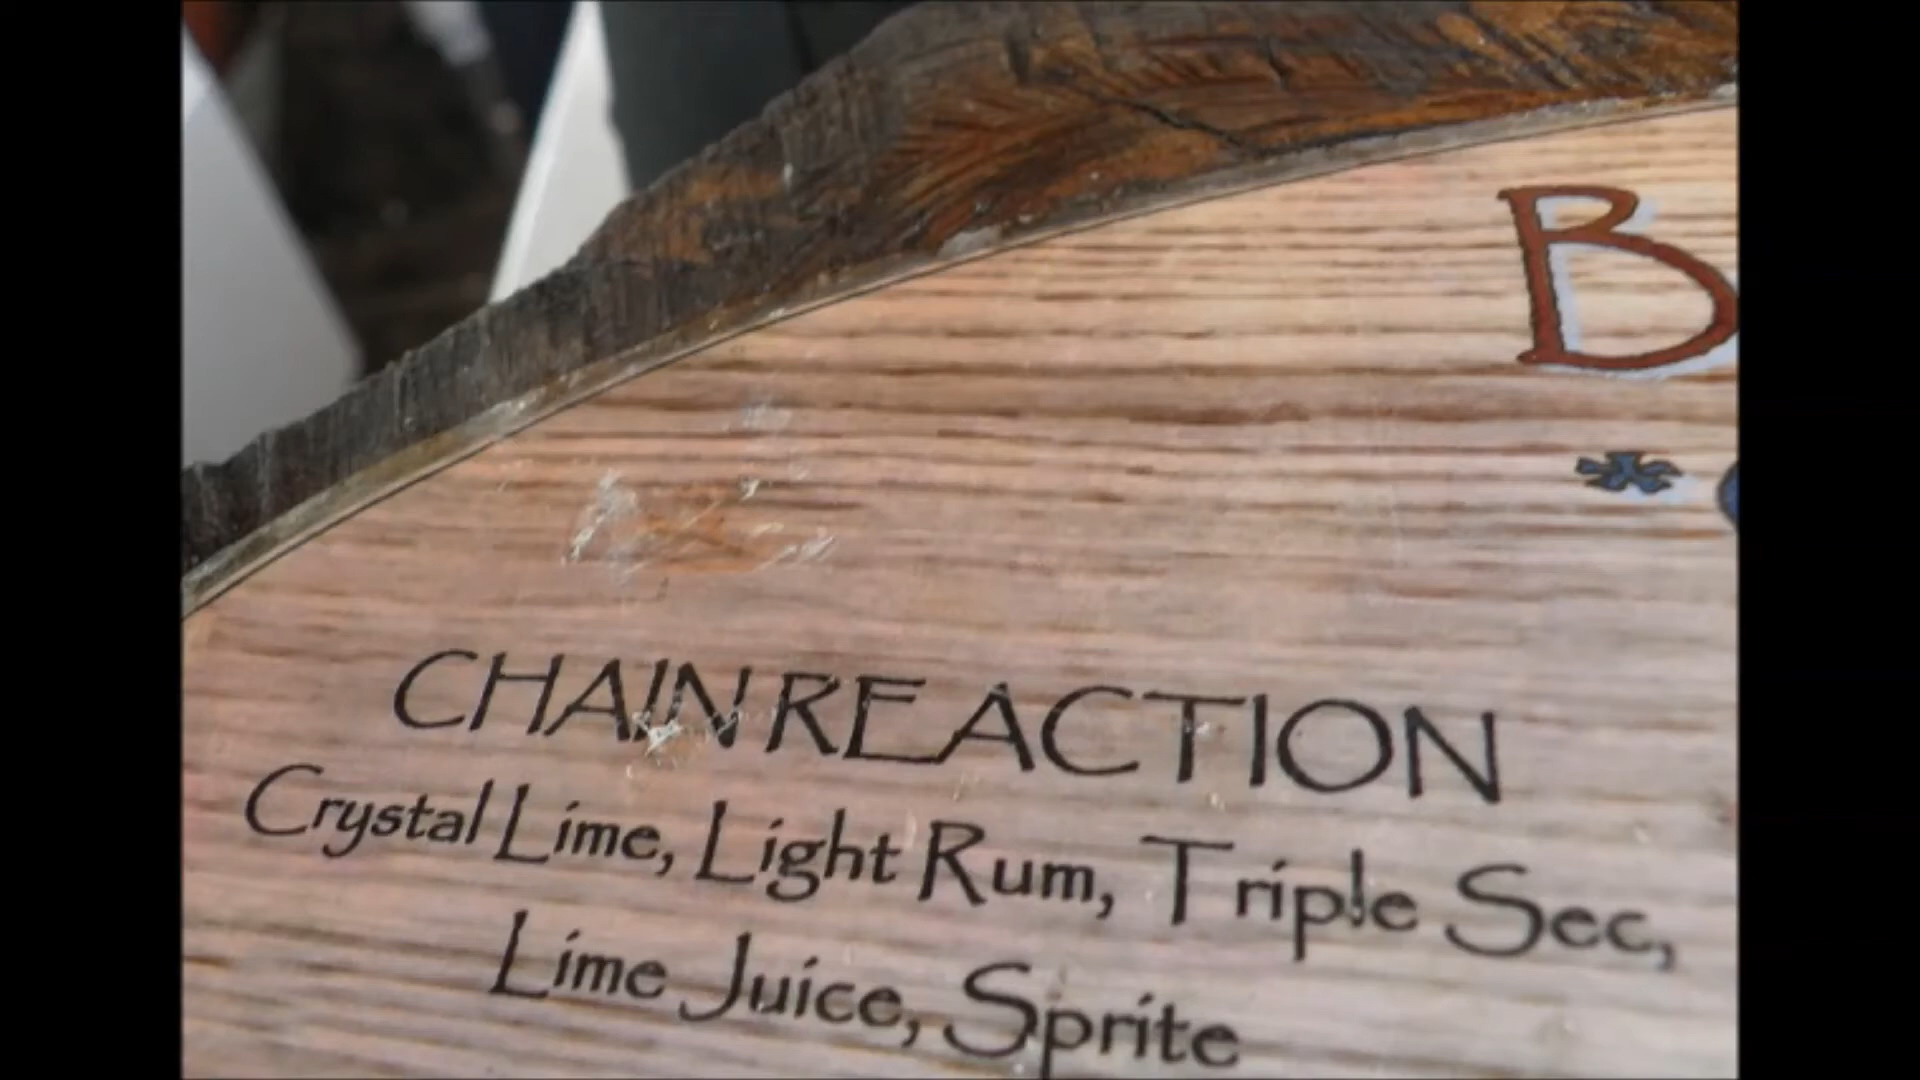 B
*
CHAIN REACTION
Crystal Lime, Light Rum, Triple Sec,
Lime Juice, Sprite